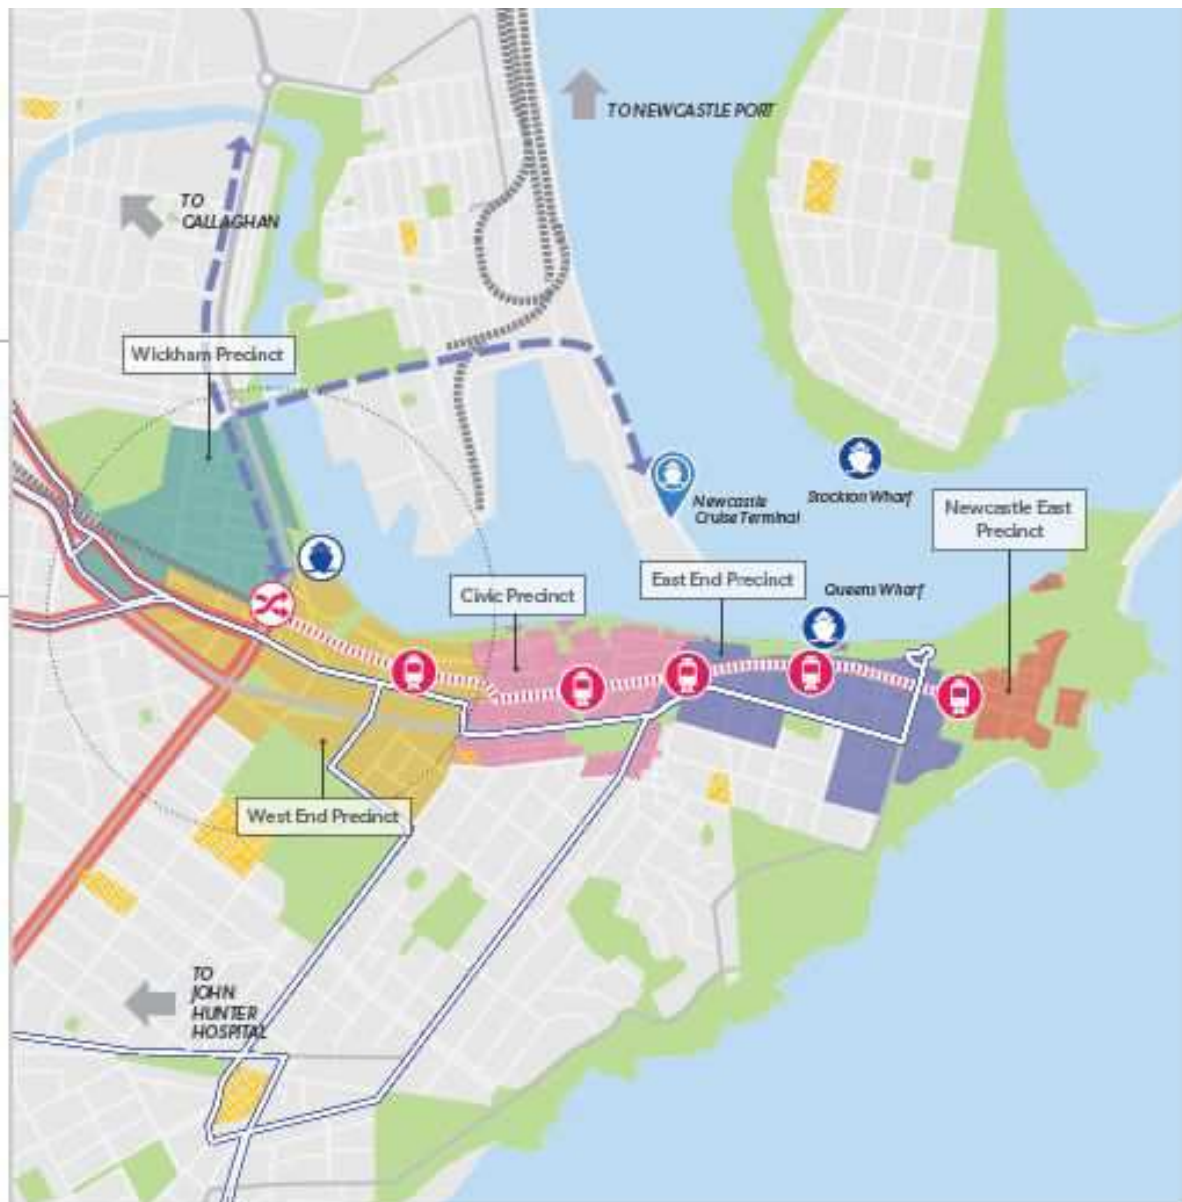 TO NEWCASTLE PORT
TO
CALLAGHAN
Wickham Precinct
Newcastle
Cruise Terminal
Stockton Wharf
Newcastle East
Precinct
Civic Precinct
East End Precinct
Queens Wharf
West End Precinct
TO
JOHN
HUNTER
HOSPITAL